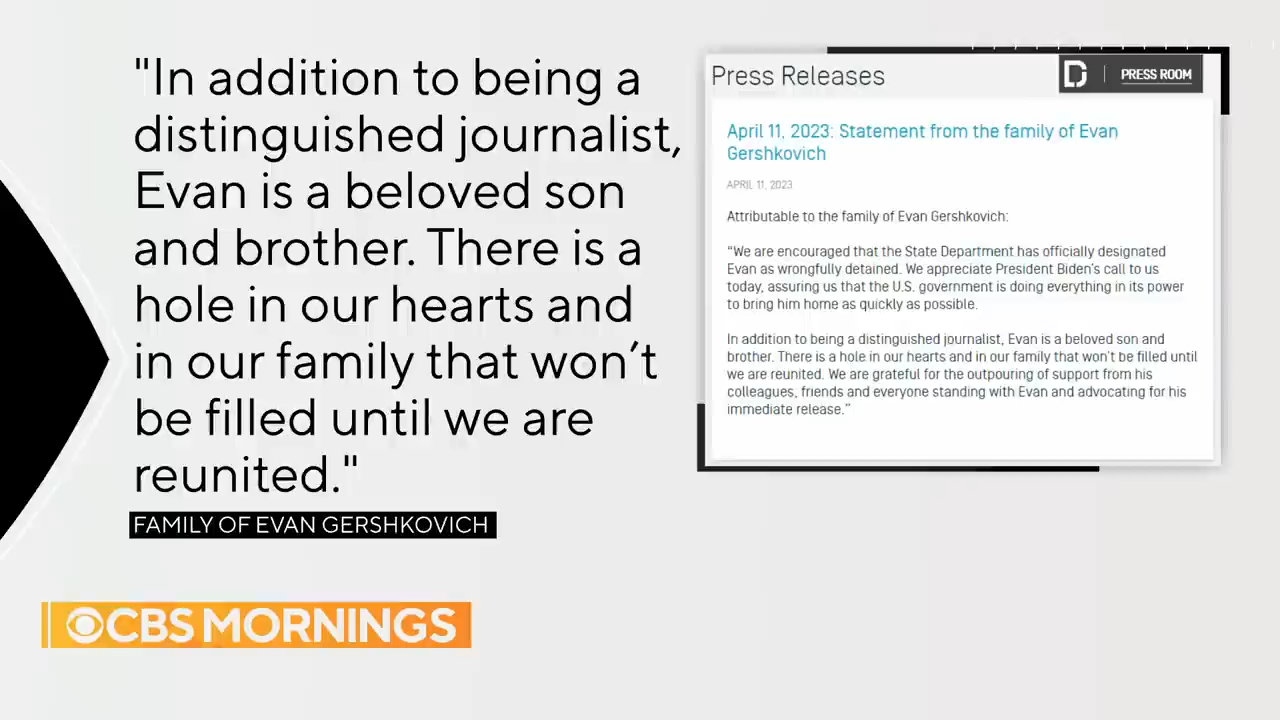 "In addition to being a
distinguished journalist,
Evan is a beloved son
and brother. There is a
hole in our hearts and
in our family that won't
be filled until we are
reunited."
FAMILY OF EVAN GERSHKOVICH
CBS MORNINGS
Press Releases
D | PRESS ROOM
April 11, 2023: Statement from the family of Evan
Gershkovich
APRIL 11, 2023
Attributable to the family of Evan Gershkovich:
"We are encouraged that the State Department has officially designated
Evan as wrongfully detained. We appreciate President Biden's call to us
today, assuring us that the U.S. government is doing everything in its power
to bring him home as quickly as possible.
In addition to being a distinguished journalist, Evan is a beloved son and
brother. There is a hole in our hearts and in our family that won't be filled until
we are reunited. We are grateful for the outpouring of support from his
colleagues, friends and everyone standing with Evan and advocating for his
immediate release."